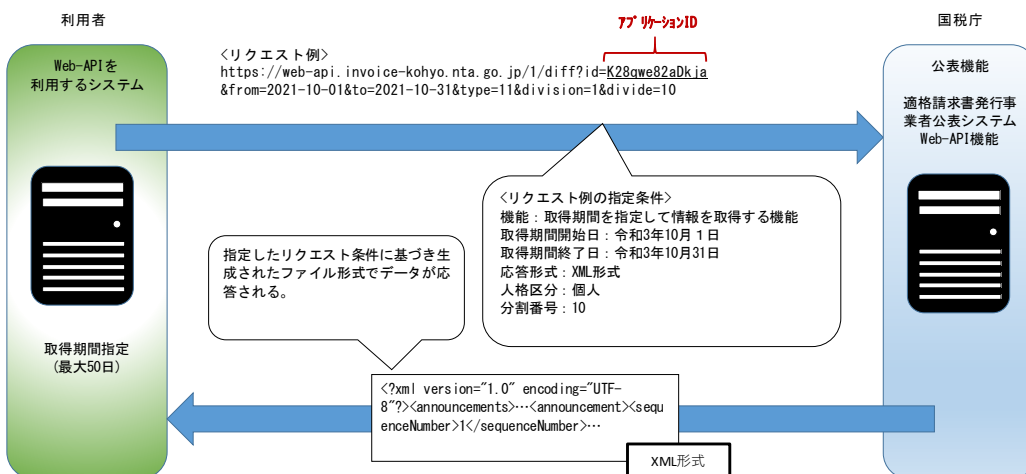 利用者
国税庁
アプリケーションID
Web-APIを
利用するシステム
〈リクエスト例〉
https://web-api.invoice-kohyo.nta.go.jp/1/diff?id=K28qwe82aDkja
&from=2021-10-01&to=2021-10-31&type=11&division=1&divide=10
公表機能
適格請求書発行事
業者公表システム
Web-API機能
〈リクエスト例の指定条件〉
機能：取得期間を指定して情報を取得する機能
取得期間開始日：令和3年10月１日
取得期間終了日：令和3年10月31日
応答形式：XML形式
人格区分：個人
分割番号：10
指定したリクエスト条件に基づき生
成されたファイル形式でデータが応
答される。
取得期間指定
(最大50日)
<?xml version="1.0" encoding="UTF-
8"?><announcements>…<announcement><sequ
enceNumber>1</sequenceNumber>…
XML形式